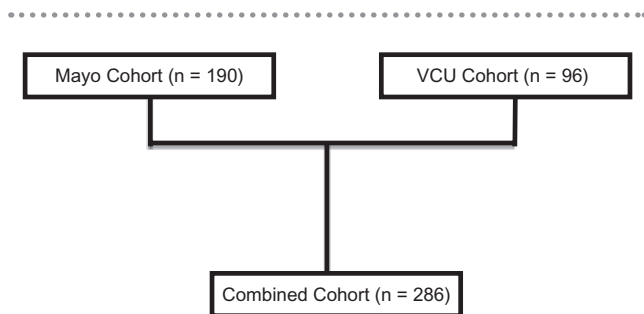 Mayo Cohort (n = 190)
VCU Cohort (n = 96)
Combined Cohort (n = 286)